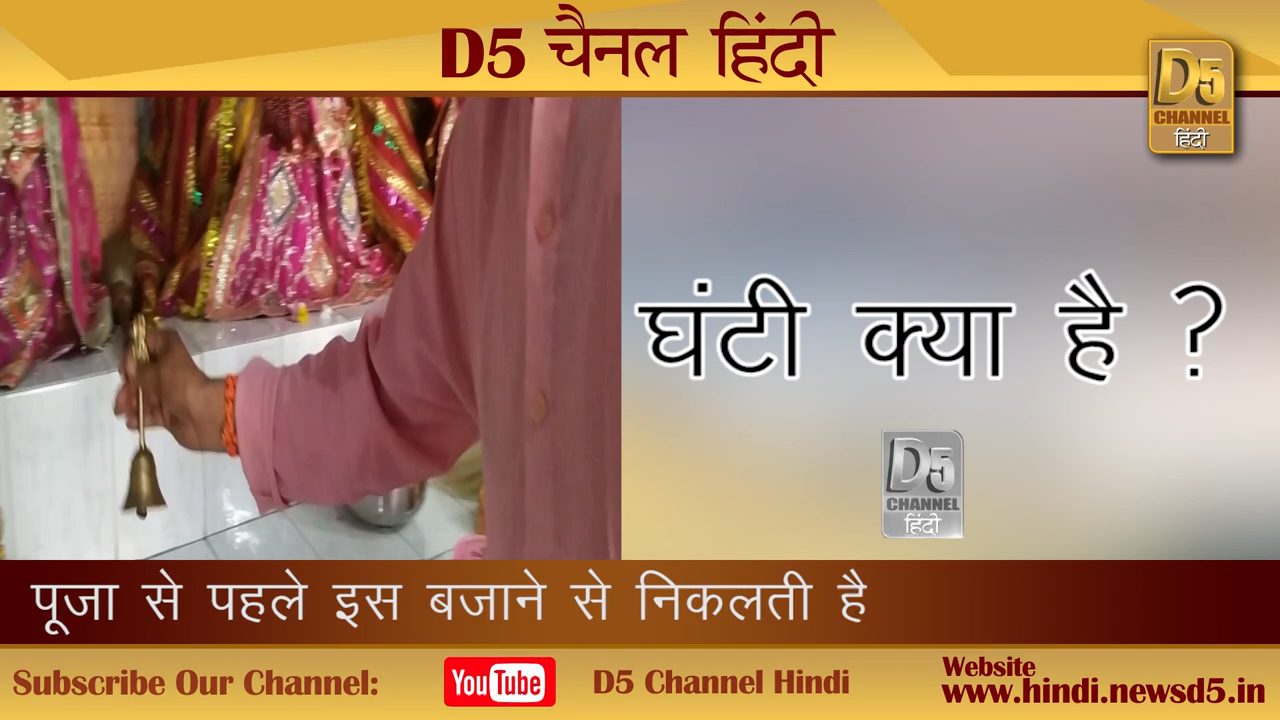 D5 चैनल हिंदी
D5
CHANNEL
हिंदी
घंटी क्या है ?
D5
CHANNEL
हिंदी
पूजा से पहले इस बजाने से निकलती है
Subscribe Our Channel:
YouTube
D5 Channel Hindi
Website
www.hindi.newsd5.in